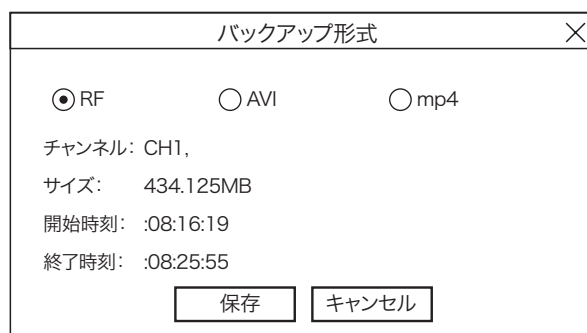 バックアップ形式
RF AVI mp4
チャンネル: CH1,
サイズ: 434.125MB
開始時刻: :08:16:19
終了時刻: :08:25:55
保存 キャンセル